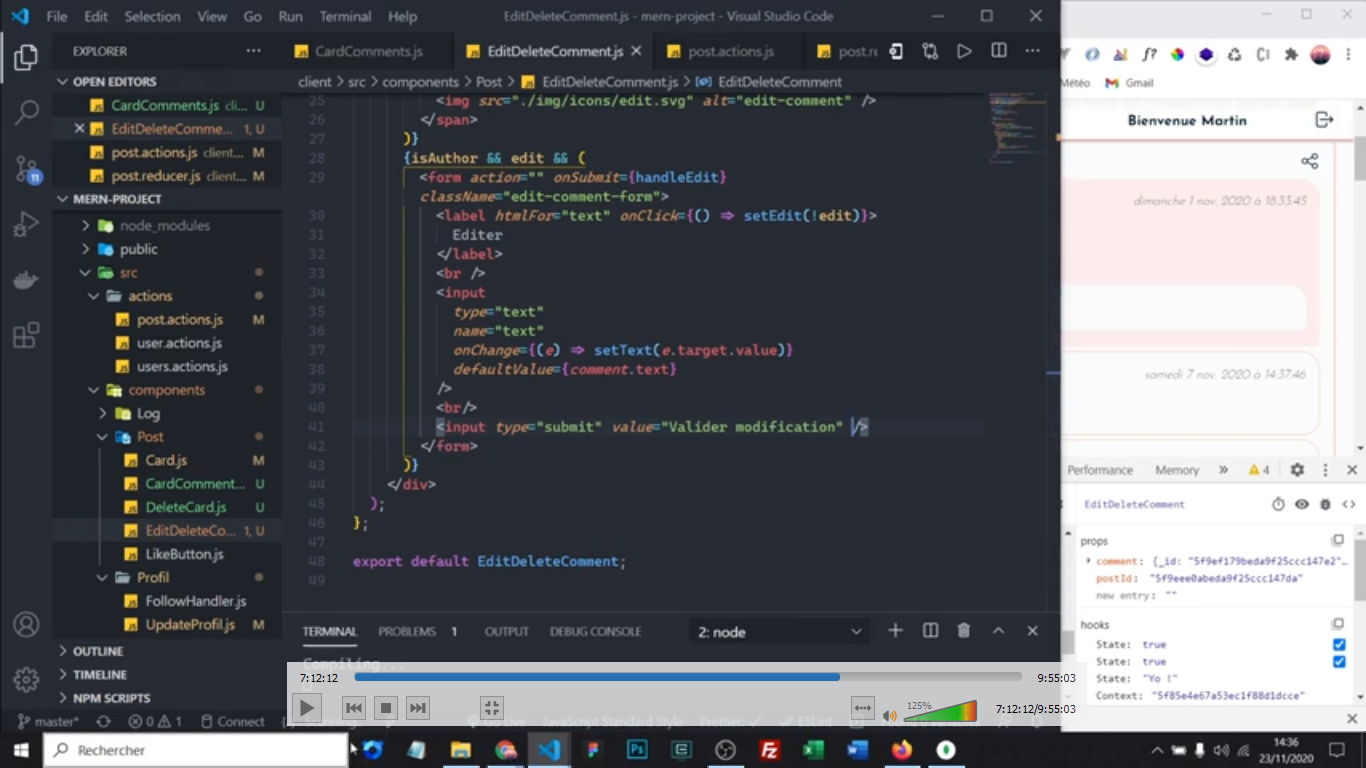 File Edit Selection View Go Run Terminal Help EditDeleteComment.js - mern-project - Visual Studio Code
EXPLORER
CardComments.js EditDeleteComment.js post.actions.js post.re
OPEN EDITORS
client > src > components > Post > EditDeleteComment.js > EditDeleteComment
CardComments.js cli... U
EditDeleteComme... 1, U
post.actions.js client... M
post.reducer.js client... M
MERN-PROJECT
node_modules
public
src
actions
post.actions.js M
user.actions.js
users.actions.js
components
Log
Post
Card.js M
CardComment... U
DeleteCard.js U
EditDeleteCo... 1, U
LikeButton.js
Profil
FollowHandler.js
UpdateProfil.js M
OUTLINE
TIMELINE
NPM SCRIPTS
25 <img src="./img/icons/edit.svg" alt="edit-comment" />
26 </span>
27 )}
28 {isAuthor && edit && (
29 <form action="" onSubmit={handleEdit}
className="edit-comment-form">
30 <label htmlFor="text" onClick={() => setEdit(!edit)}>
31 Editer
32 </label>
33 <br />
34 <input
35 type="text"
36 name="text"
37 onChange={(e) => setText(e.target.value)}
38 defaultValue={comment.text}
39 />
40 <br/>
41 <input type="submit" value="Valider modification" />
42 </form>
43 )}
44 </div>
45 );
46 };
47
48 export default EditDeleteComment;
49
TERMINAL PROBLEMS 1 OUTPUT DEBUG CONSOLE 2: node
Compiling...
7:12:12 9:55:03
125%
7:12:12/9:55:03
master* 0 1 Connect Go Live JavaScript Standard Style Prettier: ESLint
Météo Gmail
Bienvenue Martin
dimanche 1 nov. 2020 à 18:33:45
samedi 7 nov. 2020 à 14:37:46
Performance Memory » 4
EditDeleteComment
props
comment: {_id: "5f9ef179beda9f25ccc147e2"…
postId: "5f9eee0abeda9f25ccc147da"
new entry: ""
hooks
State: true
State: true
State: "Yo !"
Context: "5f85e4e67a53ec1f88d1dcce"
Rechercher
14:36
23/11/2020